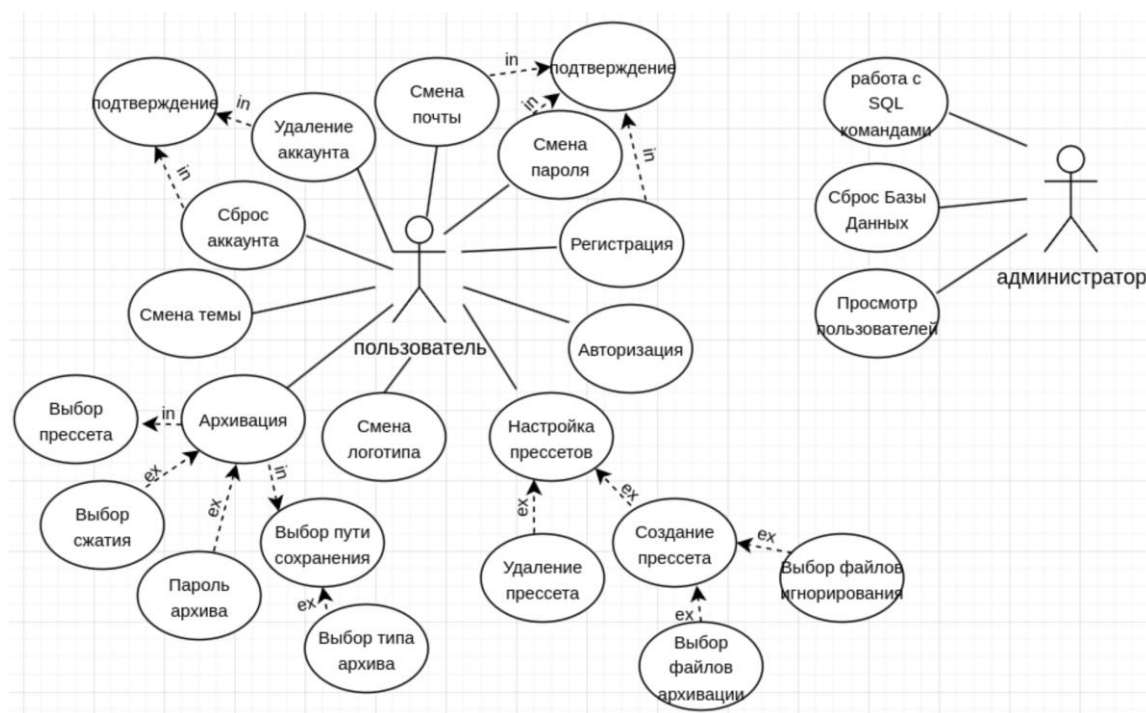 подтверждение
in
Удаление
аккаунта
in
Сброс
аккаунта
Смена
почты
in
подтверждение
in
Смена
пароля
in
Регистрация
Смена темы
пользователь
Авторизация
Выбор
прессета
in
Архивация
Смена
логотипа
Настройка
прессетов
ex
Выбор
сжатия
ex
Пароль
архива
in
Выбор пути
сохранения
ex
Выбор типа
архива
ex
Удаление
прессета
ex
Создание
прессета
ex
Выбор файлов
игнорирования
ex
Выбор
файлов
архивации
работа с
SQL
командами
Сброс Базы
Данных
Просмотр
пользователей
администратор